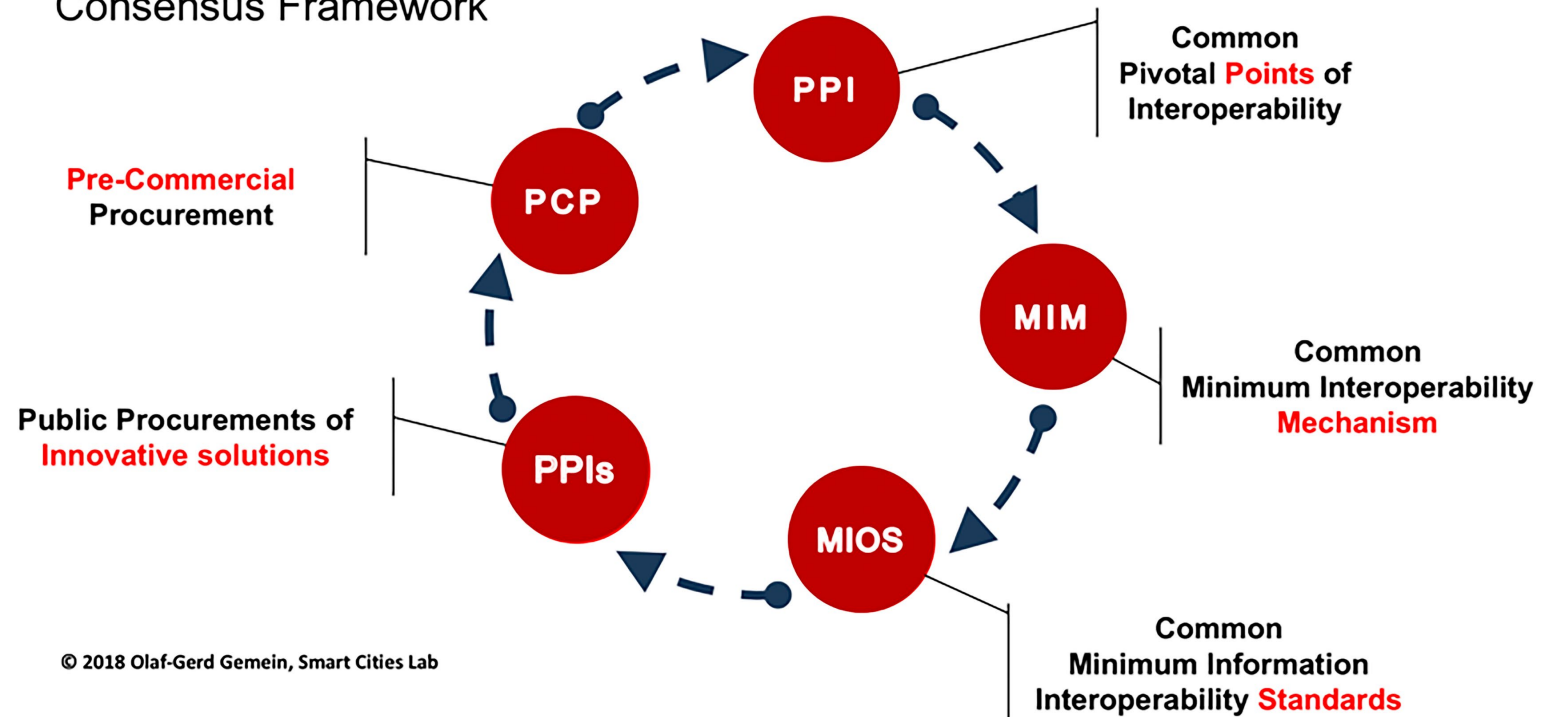 Consensus Framework
PPI
Common
Pivotal Points of
Interoperability
PCP
Pre-Commercial
Procurement
MIM
Common
Minimum Interoperability
Mechanism
PPIs
Public Procurements of
Innovative solutions
MIOS
Common
Minimum Information
Interoperability Standards
© 2018 Olaf-Gerd Gemein, Smart Cities Lab